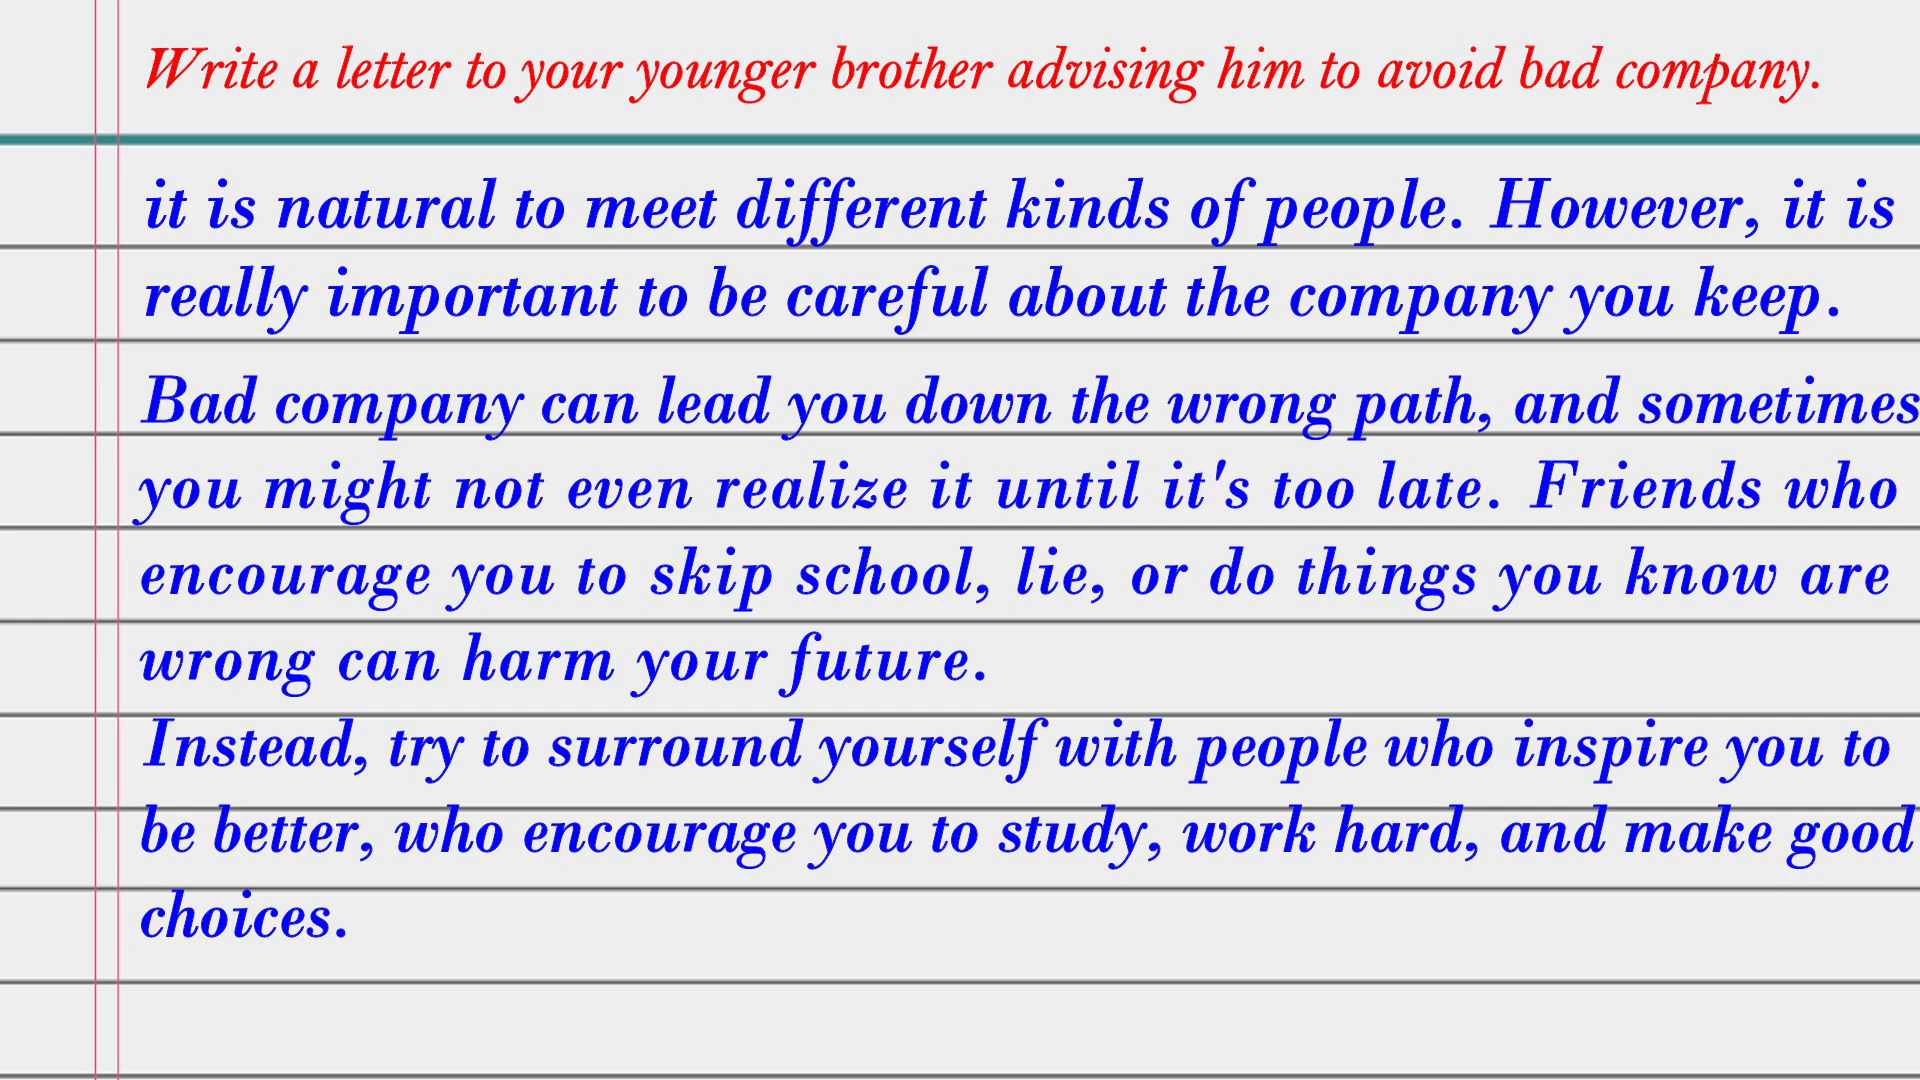 Write a letter to your younger brother advising him to avoid bad company.
it is natural to meet different kinds of people. However, it is
really important to be careful about the company you keep.
Bad company can lead you down the wrong path, and sometimes
you might not even realize it until it's too late. Friends who
encourage you to skip school, lie, or do things you know are
wrong can harm your future.
Instead, try to surround yourself with people who inspire you to
be better, who encourage you to study, work hard, and make good
choices.